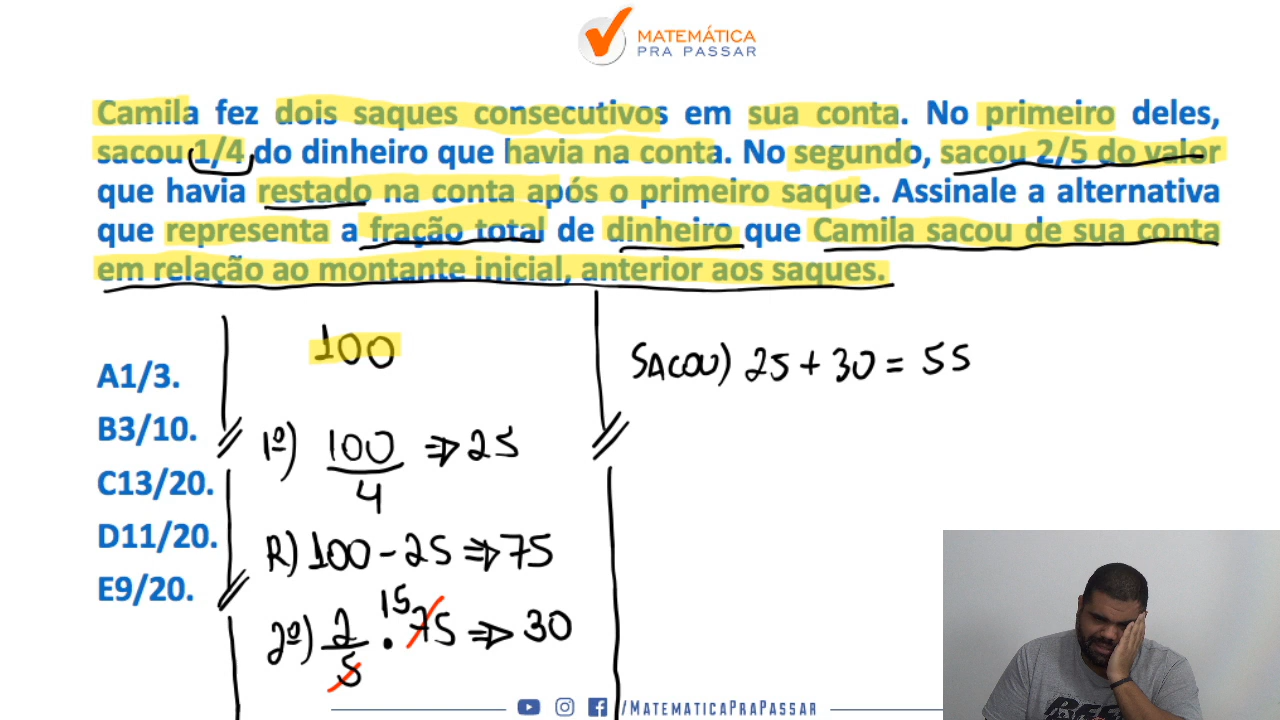 MATEMÁTICA
PRA PASSAR
Camila fez dois saques consecutivos em sua conta. No primeiro deles,
sacou 1/4 do dinheiro que havia na conta. No segundo, sacou 2/5 do valor
que havia restado na conta após o primeiro saque. Assinale a alternativa
que representa a fração total de dinheiro que Camila sacou de sua conta
em relação ao montante inicial, anterior aos saques.
A1/3.
B3/10.
C13/20.
D11/20.
E9/20.
100
1º) 100/4 ⇒ 25
R) 100 - 25 ⇒ 75
15
2º) 2/5 . 75 ⇒ 30
SACOU) 25 + 30 = 55
/MATEMATICAPRAPASSAR